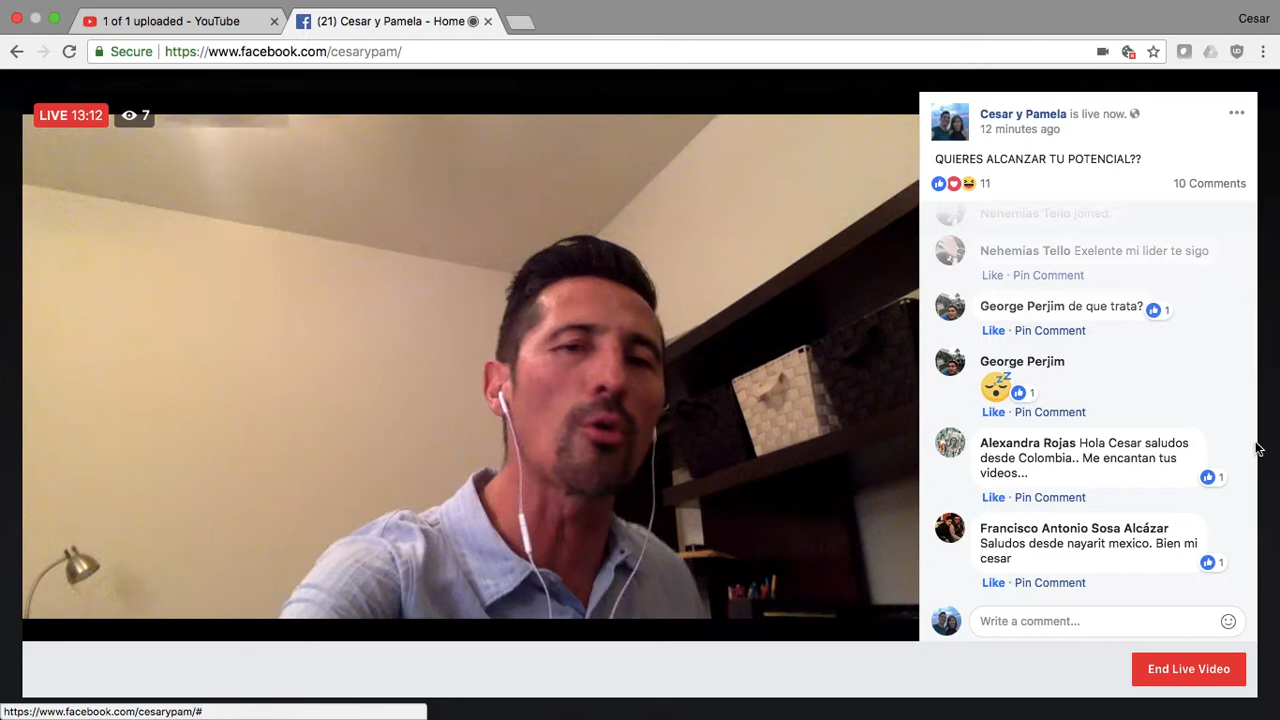 1 of 1 uploaded - YouTube
(21) Cesar y Pamela - Home
Cesar
Secure
https://www.facebook.com/cesarypam/
LIVE 13:12
7
Cesar y Pamela is live now.
12 minutes ago
QUIERES ALCANZAR TU POTENCIAL??
11
10 Comments
Nehemias Tello joined.
Nehemias Tello Exelente mi lider te sigo
Like · Pin Comment
George Perjim de que trata?
1
Like · Pin Comment
George Perjim
1
Like · Pin Comment
Alexandra Rojas Hola Cesar saludos
desde Colombia.. Me encantan tus
videos...
1
Like · Pin Comment
Francisco Antonio Sosa Alcázar
Saludos desde nayarit mexico. Bien mi
cesar
1
Like · Pin Comment
Write a comment...
End Live Video
https://www.facebook.com/cesarypam/#